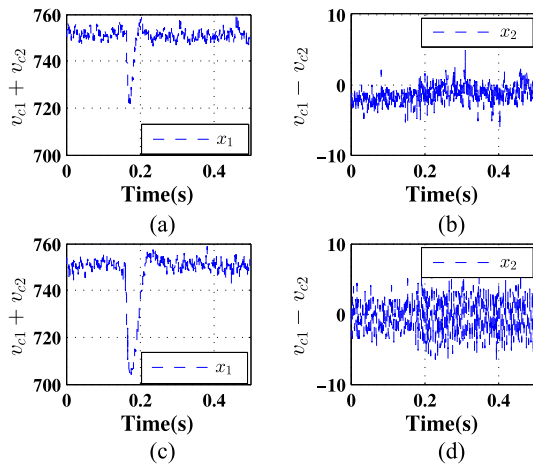 760
740
720
700
v_{c1} + v_{c2}
x_1
0
0.2
0.4
Time(s)
(a)
10
0
−10
v_{c1} − v_{c2}
x_2
0
0.2
0.4
Time(s)
(b)
760
740
720
700
v_{c1} + v_{c2}
x_1
0
0.2
0.4
Time(s)
(c)
10
0
−10
v_{c1} − v_{c2}
x_2
0
0.2
0.4
Time(s)
(d)